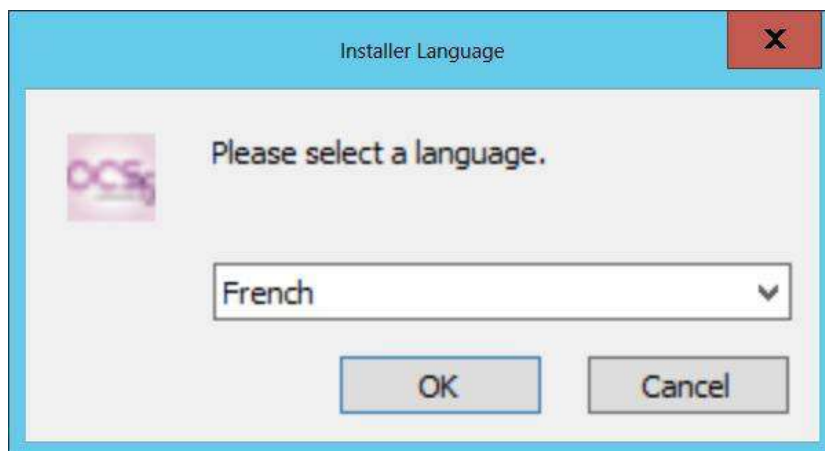 Installer Language
X
Please select a language.
French
OK
Cancel